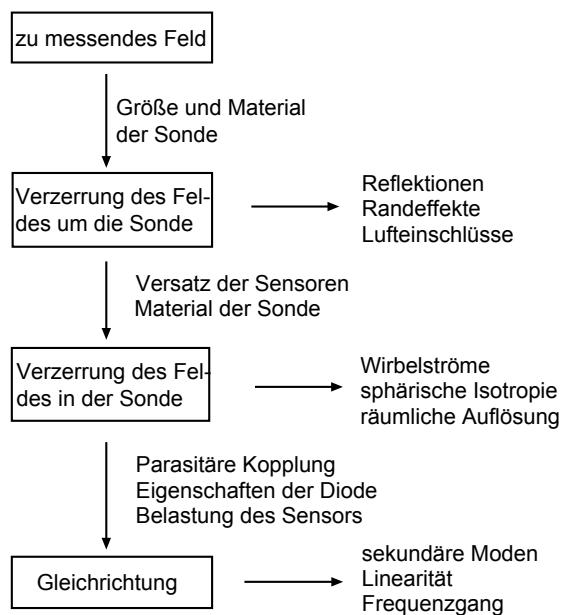 zu messendes Feld
Größe und Material
der Sonde
Verzerrung des Fel-
des um die Sonde
Reflektionen
Randeffekte
Lufteinschlüsse
Versatz der Sensoren
Material der Sonde
Verzerrung des Fel-
des in der Sonde
Wirbelströme
sphärische Isotropie
räumliche Auflösung
Parasitäre Kopplung
Eigenschaften der Diode
Belastung des Sensors
Gleichrichtung
sekundäre Moden
Linearität
Frequenzgang